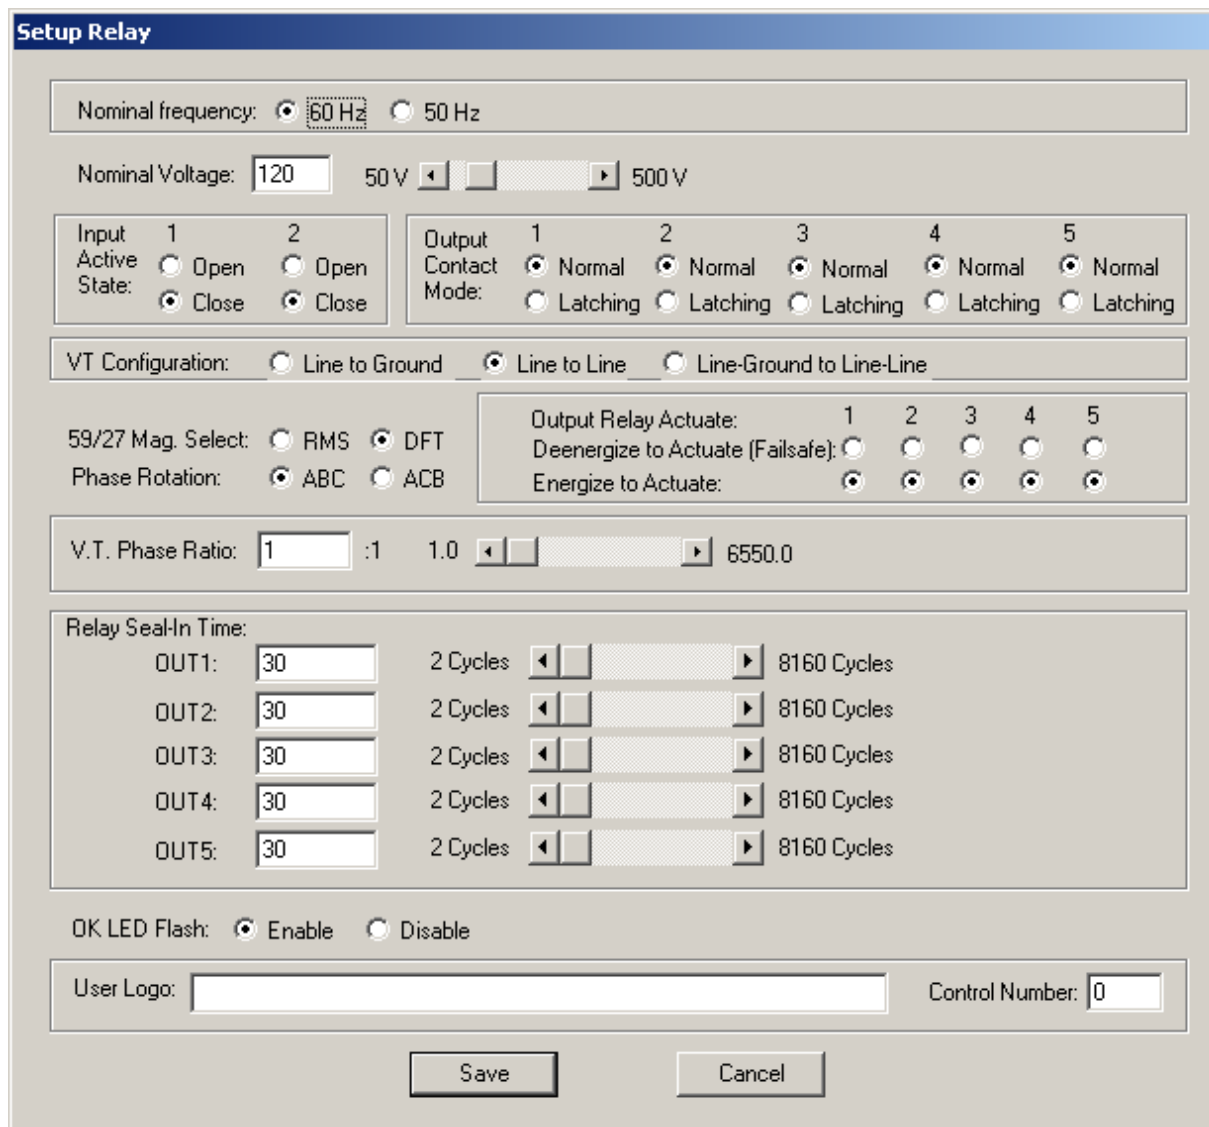 Setup Relay
Nominal frequency: 60 Hz 50 Hz
Nominal Voltage: 120 50 V 500 V
Input Active State: 1 2
Open Open
Close Close
Output Contact Mode: 1 2 3 4 5
Normal Normal Normal Normal Normal
Latching Latching Latching Latching Latching
VT Configuration: Line to Ground Line to Line Line-Ground to Line-Line
59/27 Mag. Select: RMS DFT
Phase Rotation: ABC ACB
Output Relay Actuate: 1 2 3 4 5
Deenergize to Actuate (Failsafe):
Energize to Actuate:
V.T. Phase Ratio: 1 :1 1.0 6550.0
Relay Seal-In Time:
OUT1: 30 2 Cycles 8160 Cycles
OUT2: 30 2 Cycles 8160 Cycles
OUT3: 30 2 Cycles 8160 Cycles
OUT4: 30 2 Cycles 8160 Cycles
OUT5: 30 2 Cycles 8160 Cycles
OK LED Flash: Enable Disable
User Logo: Control Number: 0
Save Cancel